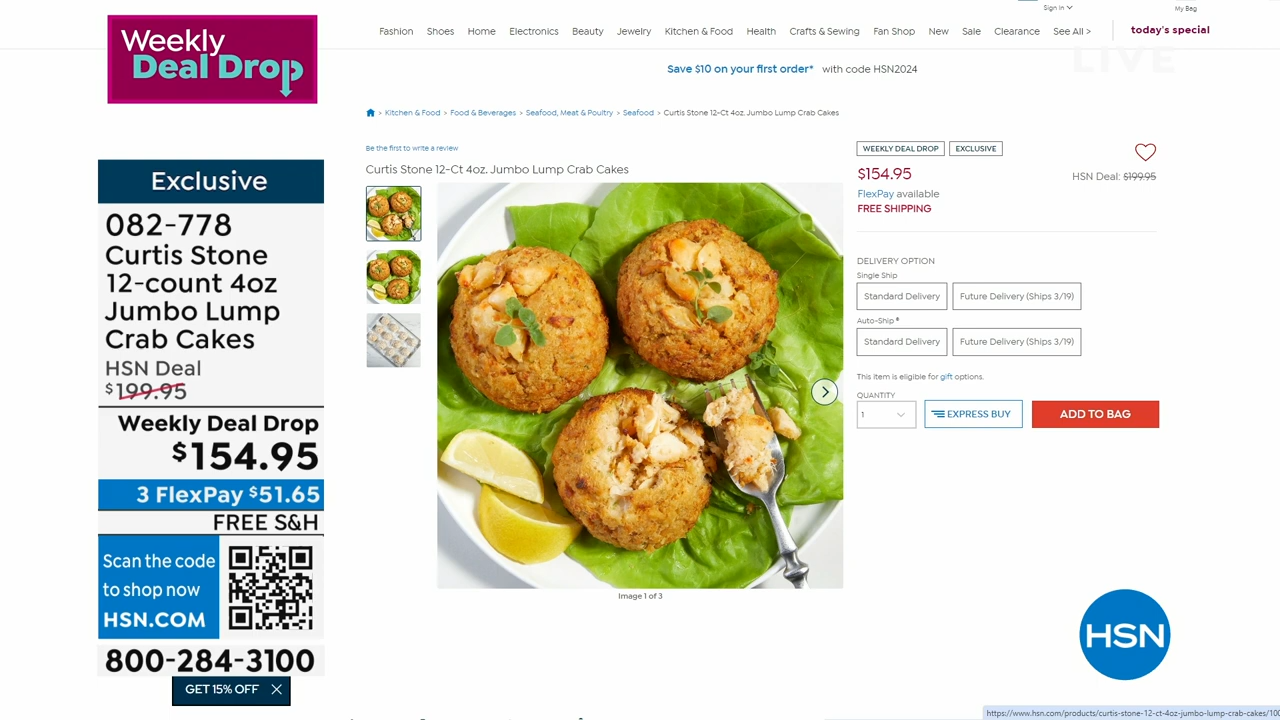 Sign In
My Bag
Weekly
Deal Drop
Fashion Shoes Home Electronics Beauty Jewelry Kitchen & Food Health Crafts & Sewing Fan Shop New Sale Clearance See All >
today's special
LIVE
Save $10 on your first order* with code HSN2024
> Kitchen & Food > Food & Beverages > Seafood, Meat & Poultry > Seafood > Curtis Stone 12-Ct 4oz. Jumbo Lump Crab Cakes
Be the first to write a review
Curtis Stone 12-Ct 4oz. Jumbo Lump Crab Cakes
WEEKLY DEAL DROP
EXCLUSIVE
$154.95
HSN Deal: $199.95
FlexPay available
FREE SHIPPING
DELIVERY OPTION
Single Ship
Standard Delivery
Future Delivery (Ships 3/19)
Auto-Ship ®
Standard Delivery
Future Delivery (Ships 3/19)
This item is eligible for gift options.
QUANTITY
1
EXPRESS BUY
ADD TO BAG
Image 1 of 3
Exclusive
082-778
Curtis Stone
12-count 4oz
Jumbo Lump
Crab Cakes
HSN Deal
$199.95
Weekly Deal Drop
$154.95
3 FlexPay $51.65
FREE S&H
Scan the code
to shop now
HSN.COM
800-284-3100
GET 15% OFF
HSN
https://www.hsn.com/products/curtis-stone-12-ct-4oz-jumbo-lump-crab-cakes/100